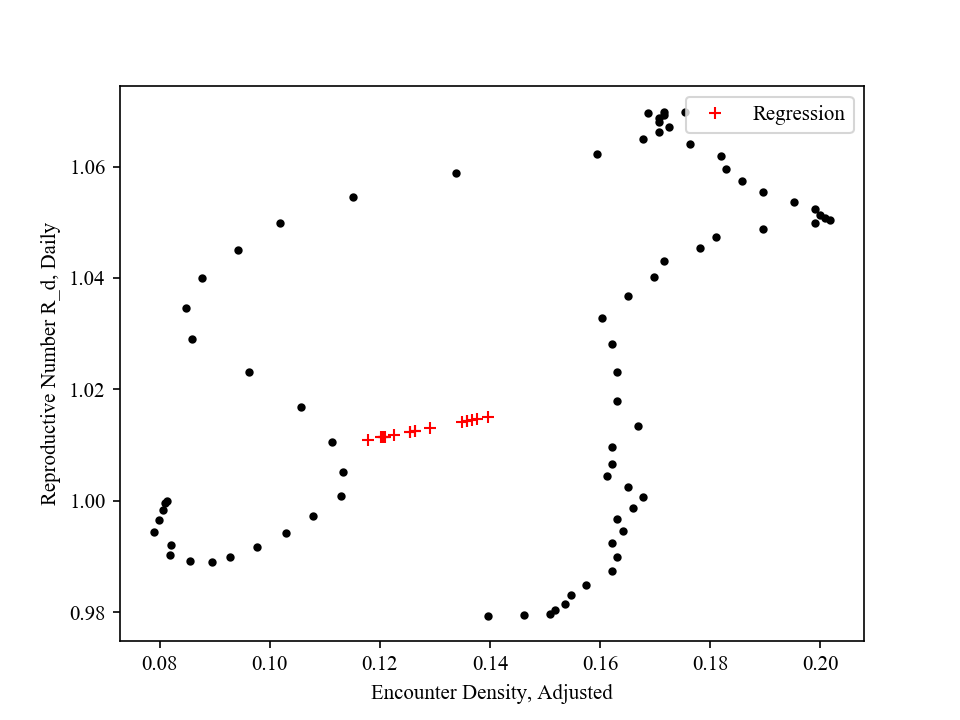 Regression
1.06
1.04
1.02
1.00
0.98
Reproductive Number R_d, Daily
0.08 0.10 0.12 0.14 0.16 0.18 0.20
Encounter Density, Adjusted